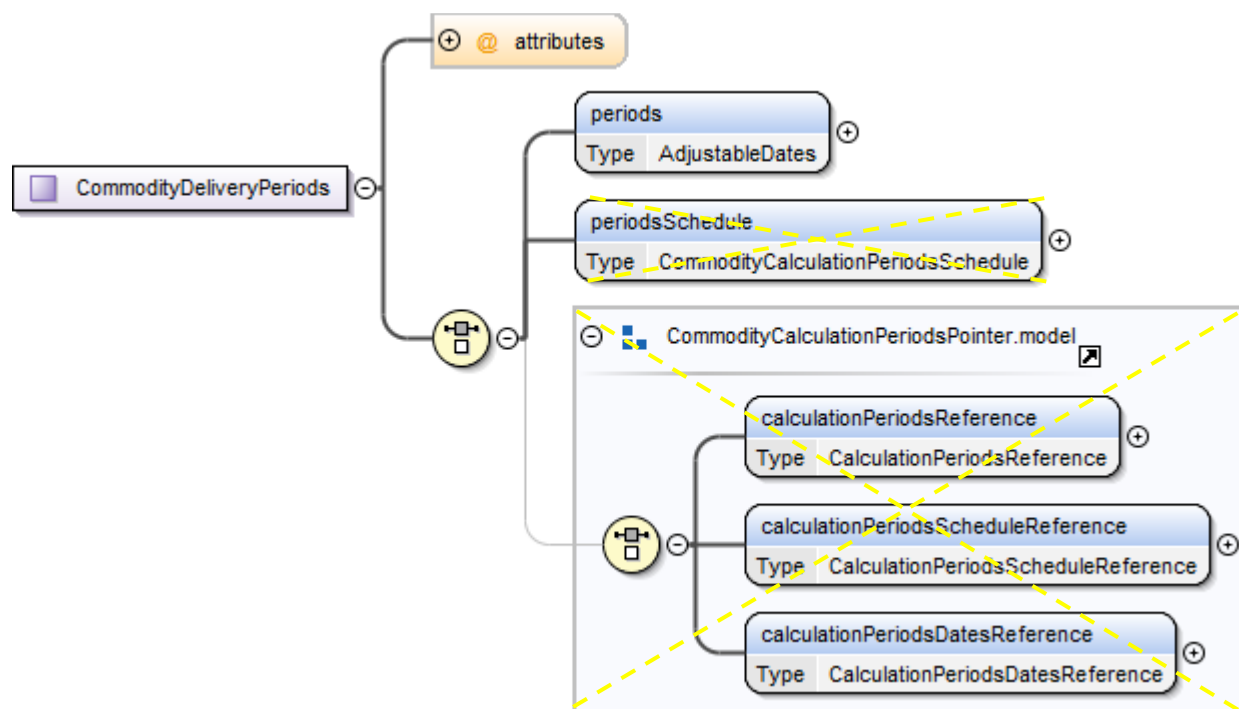 @ attributes
periods
Type AdjustableDates
CommodityDeliveryPeriods
periodsSchedule
Type CommodityCalculationPeriodsSchedule
CommodityCalculationPeriodsPointer.model
calculationPeriodsReference
Type CalculationPeriodsReference
calculationPeriodsScheduleReference
Type CalculationPeriodsScheduleReference
calculationPeriodsDatesReference
Type CalculationPeriodsDatesReference